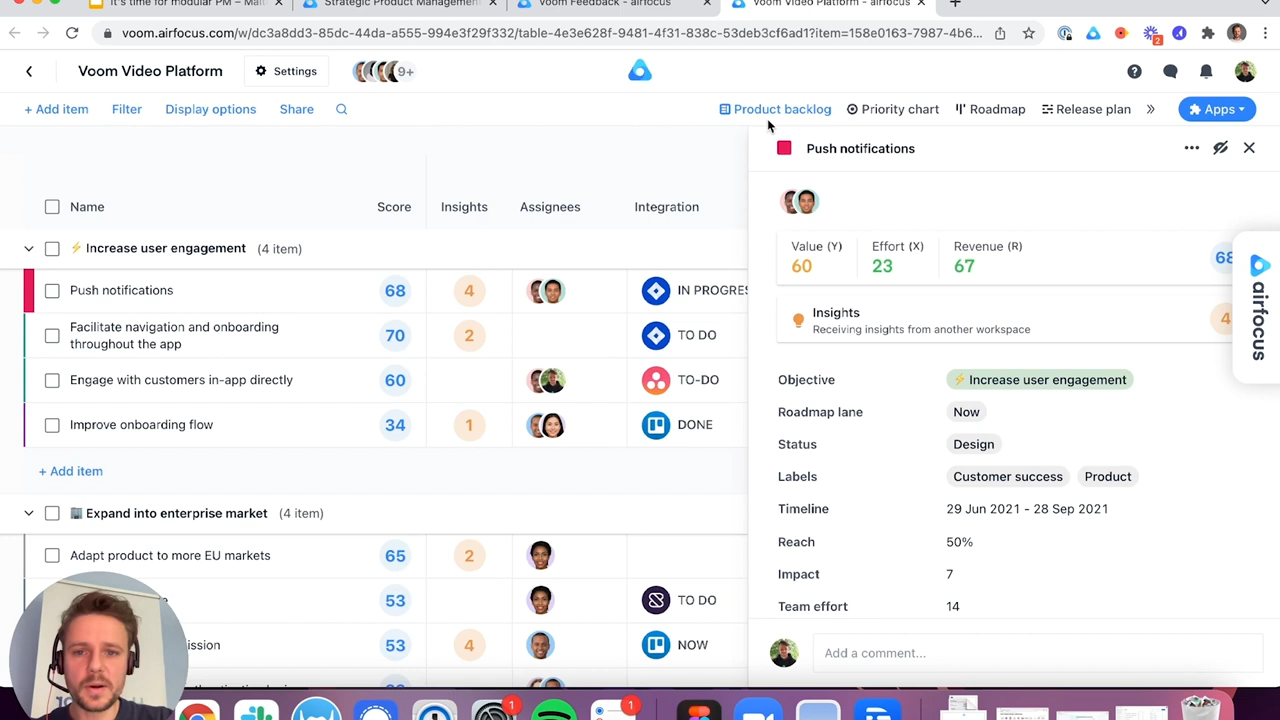 It's time for modular PM – Ma
Strategic Product Management
Voom Feedback - airfocus
Voom Video Platform - airfocus
voom.airfocus.com/w/dc3a8dd3-85dc-44da-a555-994e3f29f332/table-4e3e628f-9481-4f31-838c-53deb3cf6ad1?item=158e0163-7987-4b6...
2
Voom Video Platform
Settings
9+
+ Add item
Filter
Display options
Share
Product backlog
Priority chart
Roadmap
Release plan
Apps
Name
Score
Insights
Assignees
Integration
⚡ Increase user engagement (4 item)
Push notifications
68
4
IN PROGRES
Facilitate navigation and onboarding
throughout the app
70
2
TO DO
Engage with customers in-app directly
60
TO-DO
Improve onboarding flow
34
1
DONE
+ Add item
🏢 Expand into enterprise market (4 item)
Adapt product to more EU markets
65
2
53
TO DO
ission
53
4
NOW
Push notifications
Value (Y)
60
Effort (X)
23
Revenue (R)
67
68
Insights
Receiving insights from another workspace
4
Objective
⚡ Increase user engagement
Roadmap lane
Now
Status
Design
Labels
Customer success
Product
Timeline
29 Jun 2021 - 28 Sep 2021
Reach
50%
Impact
7
Team effort
14
Add a comment...
airfocus
1
1